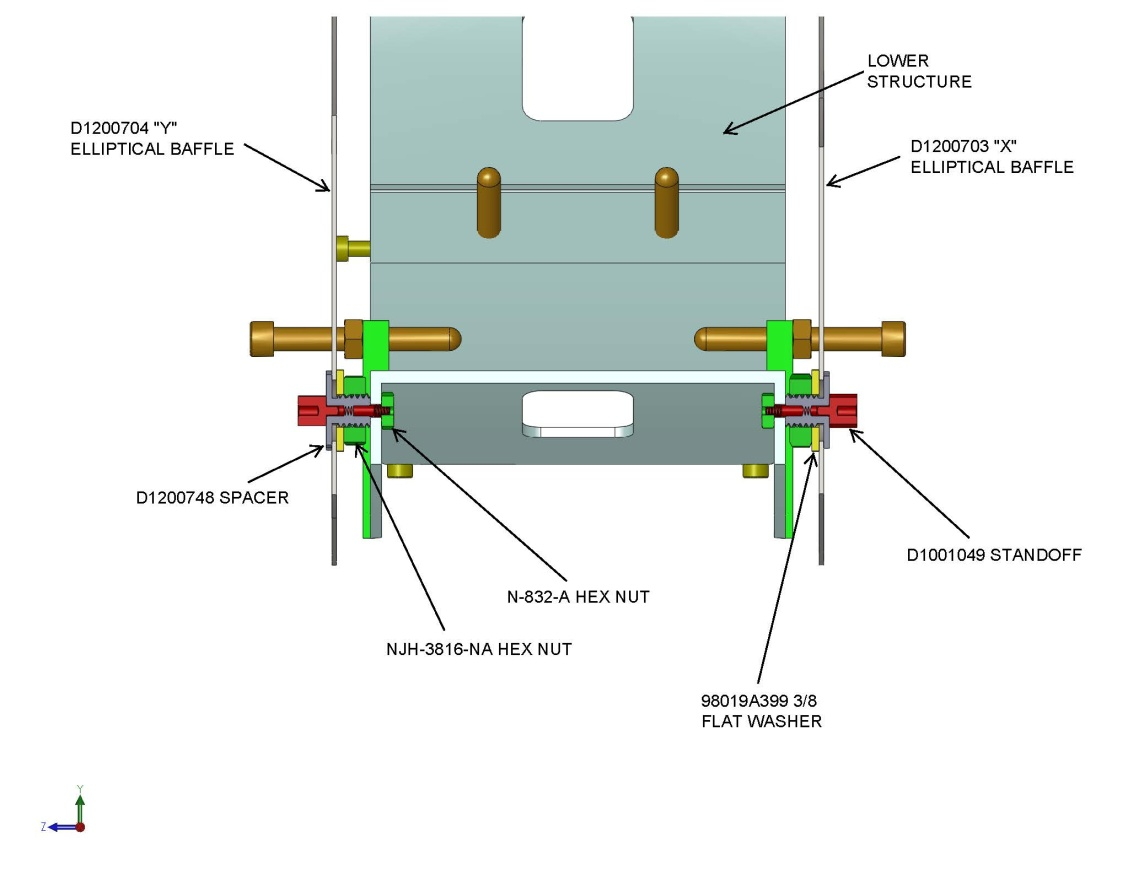 LOWER
STRUCTURE
D1200704 "Y"
ELLIPTICAL BAFFLE
D1200703 "X"
ELLIPTICAL BAFFLE
D1200748 SPACER
D1001049 STANDOFF
N-832-A HEX NUT
NJH-3816-NA HEX NUT
98019A399 3/8
FLAT WASHER
Y
Z